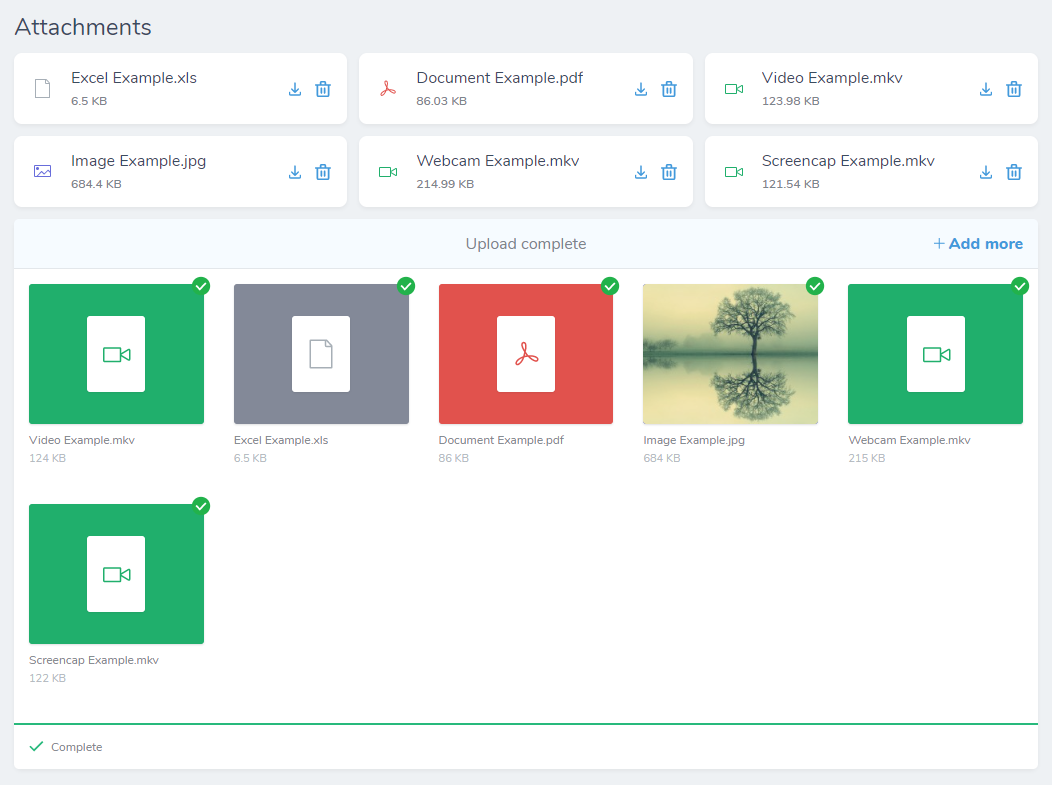 Attachments
Excel Example.xls
6.5 KB
Document Example.pdf
86.03 KB
Video Example.mkv
123.98 KB
Image Example.jpg
684.4 KB
Webcam Example.mkv
214.99 KB
Screencap Example.mkv
121.54 KB
Upload complete
+ Add more
Video Example.mkv
124 KB
Excel Example.xls
6.5 KB
Document Example.pdf
86 KB
Image Example.jpg
684 KB
Webcam Example.mkv
215 KB
Screencap Example.mkv
122 KB
Complete